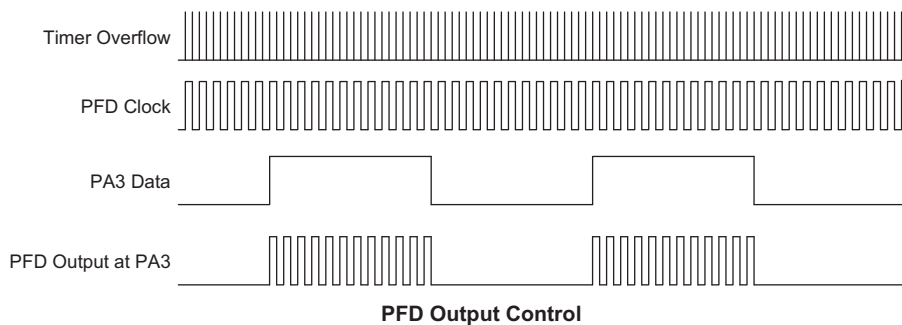 Timer Overflow
PFD Clock
PA3 Data
PFD Output at PA3
PFD Output Control